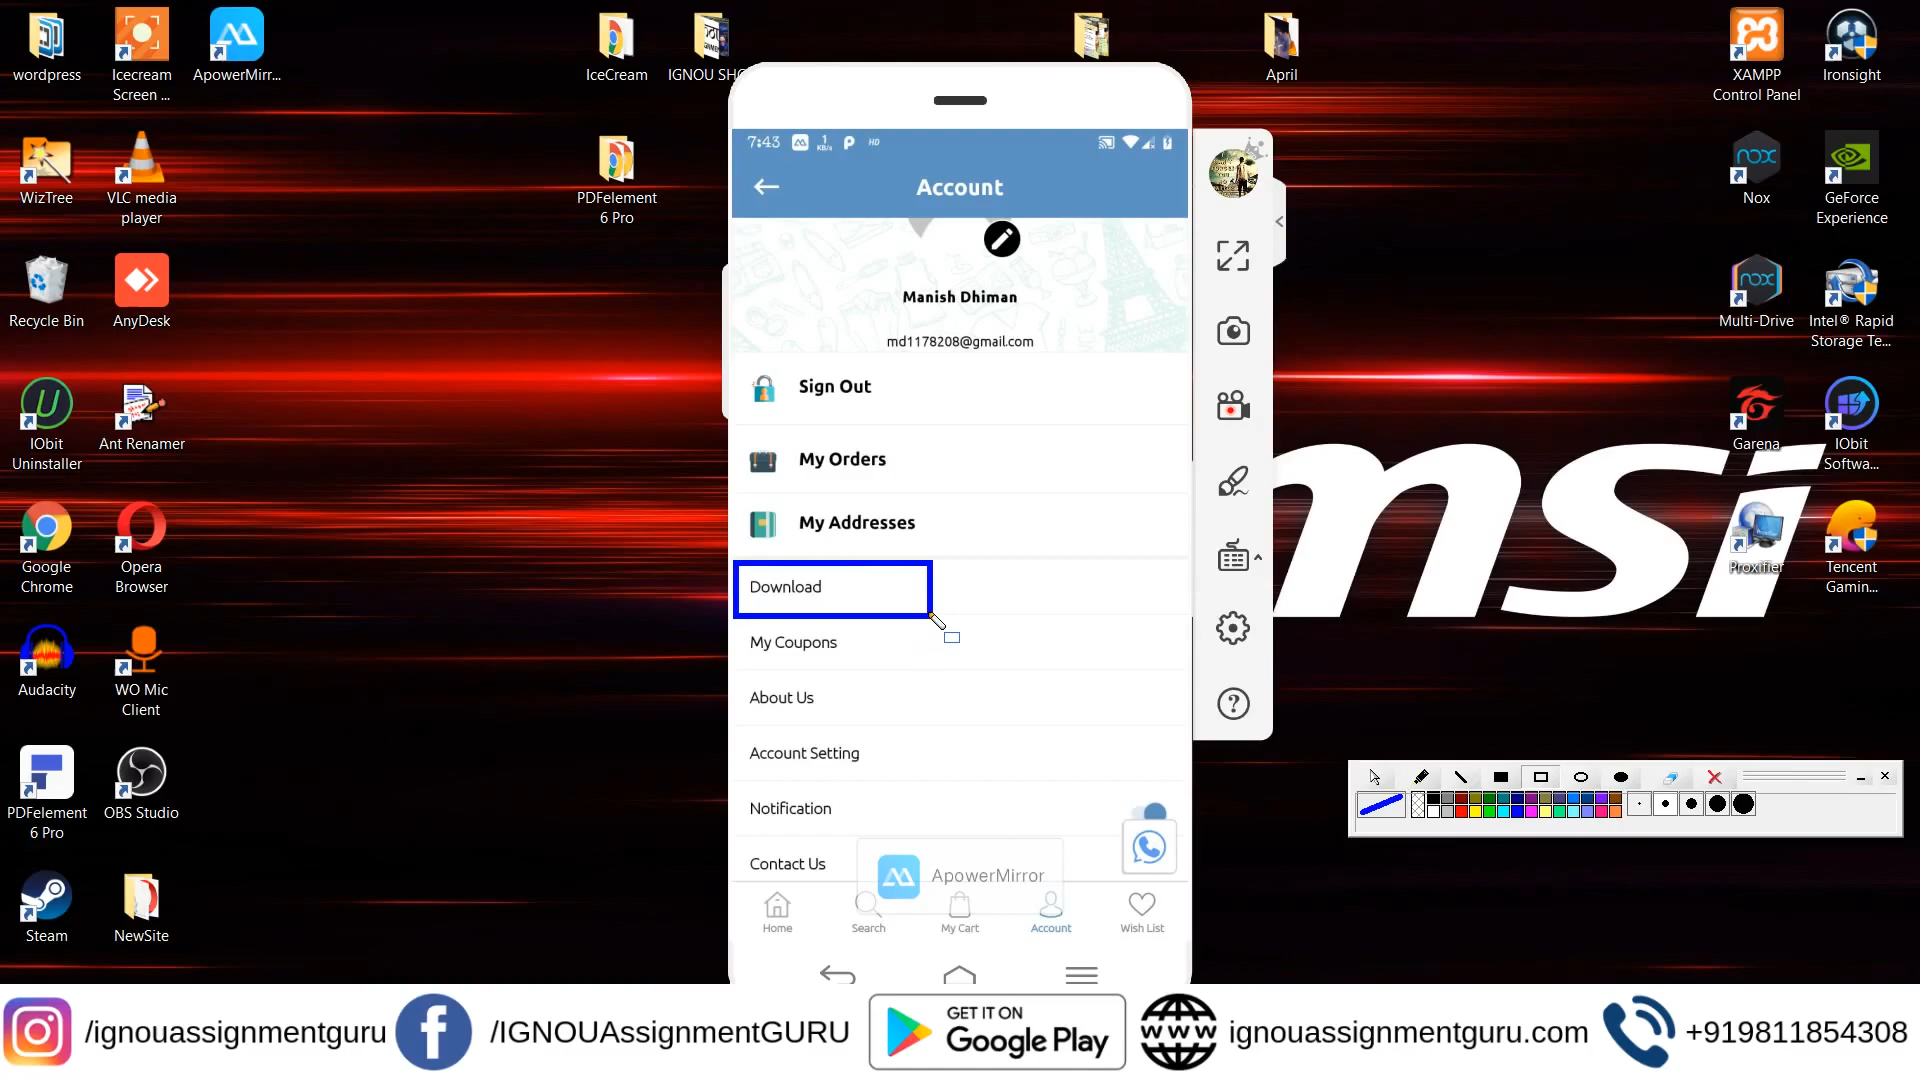 wordpress
Icecream
Screen ...
ApowerMirr...
IceCream
IGNOU SHO
April
XAMPP
Control Panel
Ironsight
WizTree
VLC media
player
PDFelement
6 Pro
Nox
GeForce
Experience
Recycle Bin
AnyDesk
Multi-Drive
Intel® Rapid
Storage Te...
IObit
Uninstaller
Ant Renamer
Garena
IObit
Softwa...
Google
Chrome
Opera
Browser
Proxifier
Tencent
Gamin...
Audacity
WO Mic
Client
PDFelement
6 Pro
OBS Studio
Steam
NewSite
msi
7:43
1
KB/s
HD
Account
Manish Dhiman
md1178208@gmail.com
Sign Out
My Orders
My Addresses
Download
My Coupons
About Us
Account Setting
Notification
Contact Us
ApowerMirror
Home
Search
My Cart
Account
Wish List
/ignouassignmentguru
/IGNOUAssignmentGURU
GET IT ON
Google Play
WWW
ignouassignmentguru.com
+919811854308